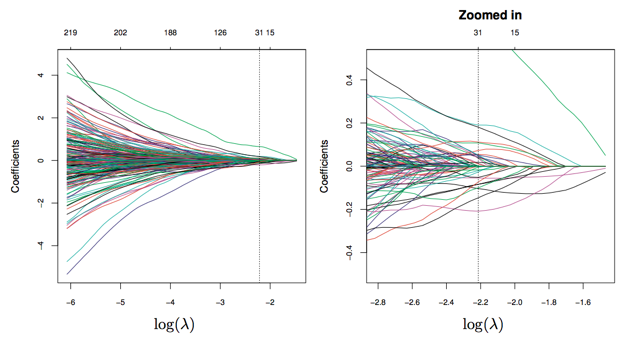 Zoomed in
219 202 188 126 31 15
31 15
Coefficients
4
2
0
−2
−4
−6 −5 −4 −3 −2
log(λ)
Coefficients
0.4
0.2
0.0
−0.2
−0.4
−2.8 −2.6 −2.4 −2.2 −2.0 −1.8 −1.6
log(λ)